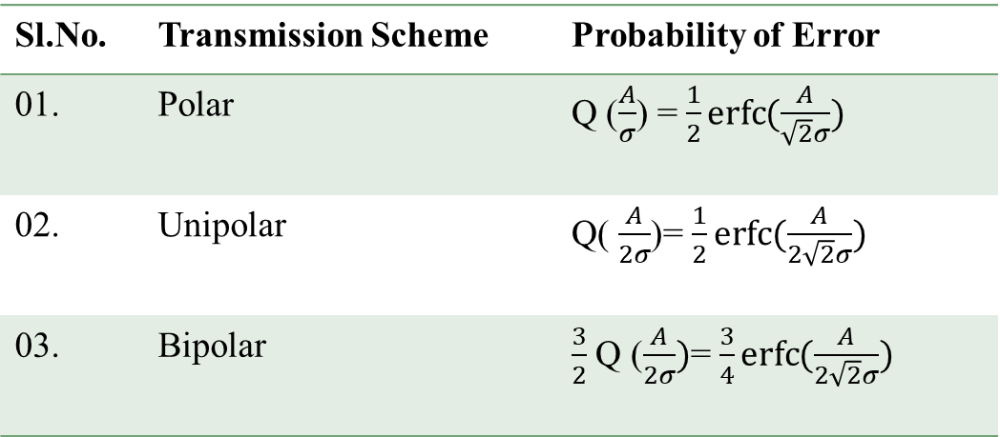 Sl.No. Transmission Scheme Probability of Error
01. Polar Q (A/σ) = 1/2 erfc(A/√2σ)
02. Unipolar Q( A/2σ)= 1/2 erfc(A/2√2σ)
03. Bipolar 3/2 Q (A/2σ)= 3/4 erfc(A/2√2σ)